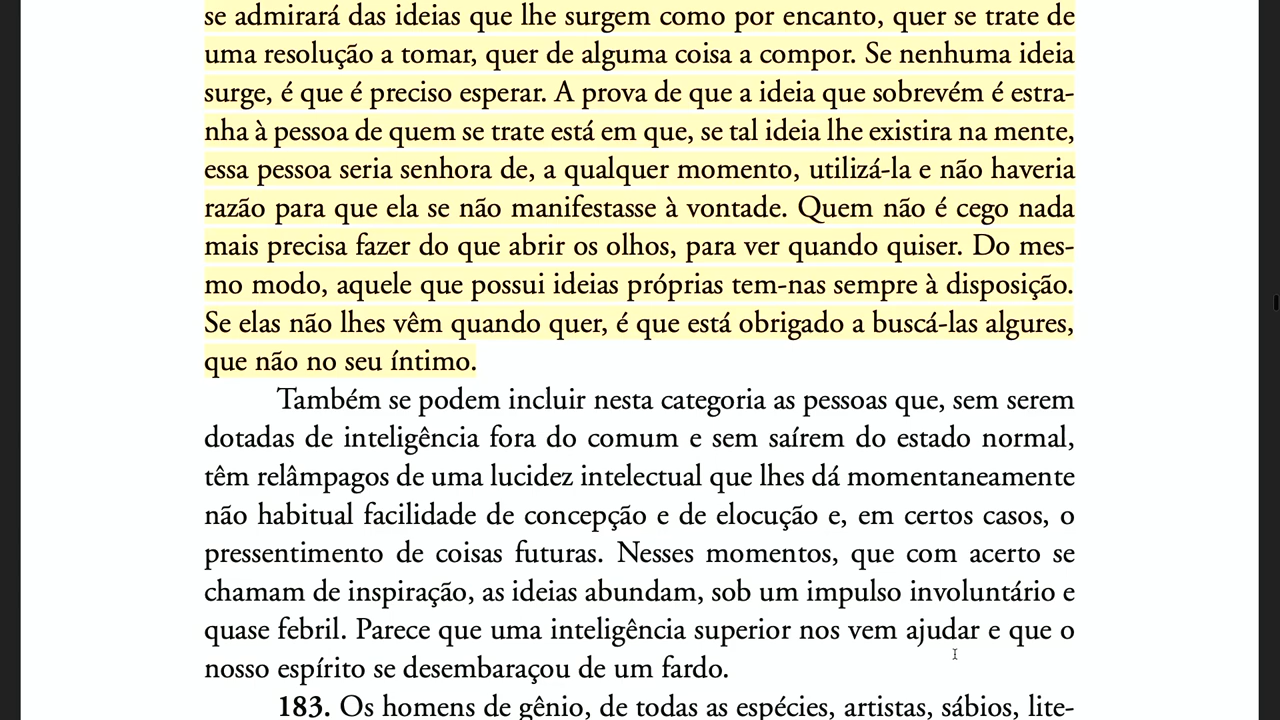 se admirará das ideias que lhe surgem como por encanto, quer se trate de
uma resolução a tomar, quer de alguma coisa a compor. Se nenhuma ideia
surge, é que é preciso esperar. A prova de que a ideia que sobrevém é estra-
nha à pessoa de quem se trate está em que, se tal ideia lhe existira na mente,
essa pessoa seria senhora de, a qualquer momento, utilizá-la e não haveria
razão para que ela se não manifestasse à vontade. Quem não é cego nada
mais precisa fazer do que abrir os olhos, para ver quando quiser. Do mes-
mo modo, aquele que possui ideias próprias tem-nas sempre à disposição.
Se elas não lhes vêm quando quer, é que está obrigado a buscá-las algures,
que não no seu íntimo.
Também se podem incluir nesta categoria as pessoas que, sem serem
dotadas de inteligência fora do comum e sem saírem do estado normal,
têm relâmpagos de uma lucidez intelectual que lhes dá momentaneamente
não habitual facilidade de concepção e de elocução e, em certos casos, o
pressentimento de coisas futuras. Nesses momentos, que com acerto se
chamam de inspiração, as ideias abundam, sob um impulso involuntário e
quase febril. Parece que uma inteligência superior nos vem ajudar e que o
nosso espírito se desembaraçou de um fardo.
183. Os homens de gênio, de todas as espécies, artistas, sábios, lite-